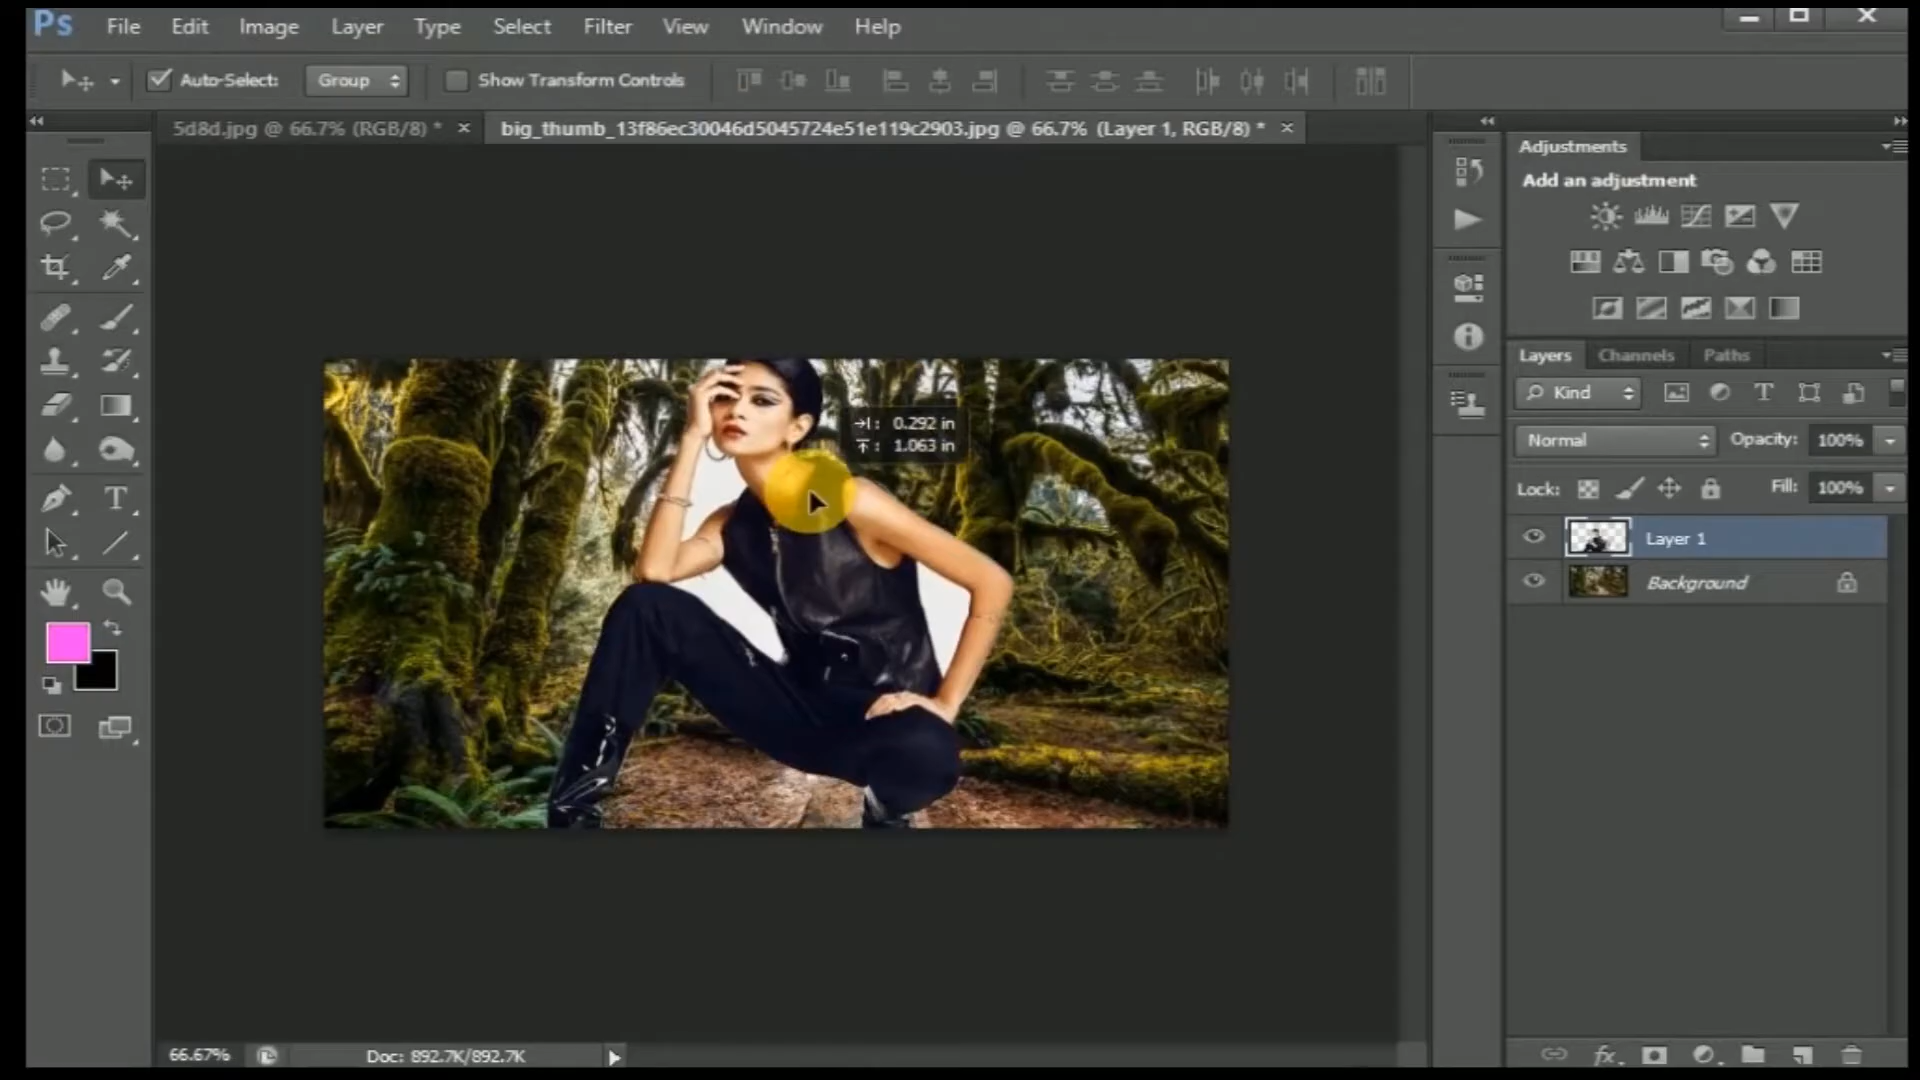 Ps File Edit Image Layer Type Select Filter View Window Help
Auto-Select: Group Show Transform Controls
5d8d.jpg @ 66.7% (RGB/8) * × big_thumb_13f86ec30046d5045724e51e119c2903.jpg @ 66.7% (Layer 1, RGB/8) * ×
Adjustments
Add an adjustment
Layers Channels Paths
Kind
Normal Opacity: 100%
Lock: Fill: 100%
Layer 1
Background
0.292 in
1.063 in
66.67% Doc: 892.7K/892.7K